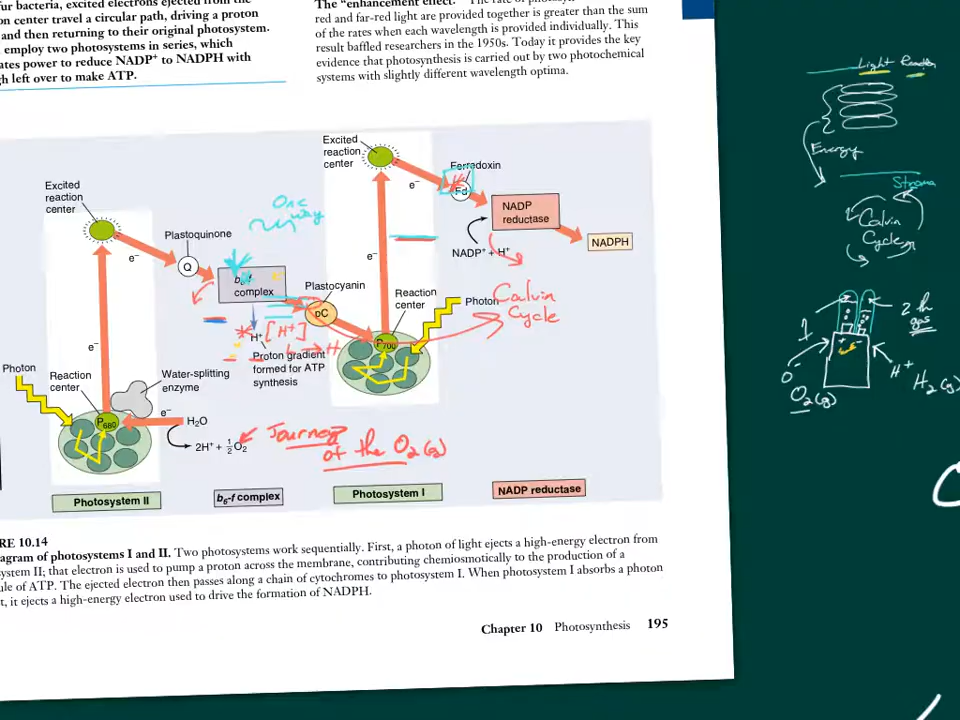 fur bacteria, excited electrons ejected from the
on center travel a circular path, driving a proton
and then returning to their original photosystem.
employ two photosystems in series, which
ates power to reduce NADP+ to NADPH with
gh left over to make ATP.
The "enhancement effect."
red and far-red light are provided together is greater than the sum
of the rates when each wavelength is provided individually. This
result baffled researchers in the 1950s. Today it provides the key
evidence that photosynthesis is carried out by two photochemical
systems with slightly different wavelength optima.
Excited
reaction
center
Ferredoxin
e−
Fd
NADP
reductase
NADP+ + H+
NADPH
Excited
reaction
center
One
way
Plastoquinone
e−
Q
b6-f
complex
Plastocyanin
pC
e−
Reaction
center
Photon
Calvin
Cycle
P700
H+
[H+]
Proton gradient
formed for ATP
synthesis
e−
Photon
Reaction
center
Water-splitting
enzyme
P680
e−
H2O
2H+ + 1/2O2
Journey
of the O2(g)
Photosystem II
b6-f complex
Photosystem I
NADP reductase
RE 10.14
agram of photosystems I and II. Two photosystems work sequentially. First, a photon of light ejects a high-energy electron from
ystem II; that electron is used to pump a proton across the membrane, contributing chemiosmotically to the production of a
ule of ATP. The ejected electron then passes along a chain of cytochromes to photosystem I. When photosystem I absorbs a photon
t, it ejects a high-energy electron used to drive the formation of NADPH.
Chapter 10 Photosynthesis 195
Light Reaction
Energy
Stroma
Calvin
Cycle
gas
O2(g)
H+
H2(g)